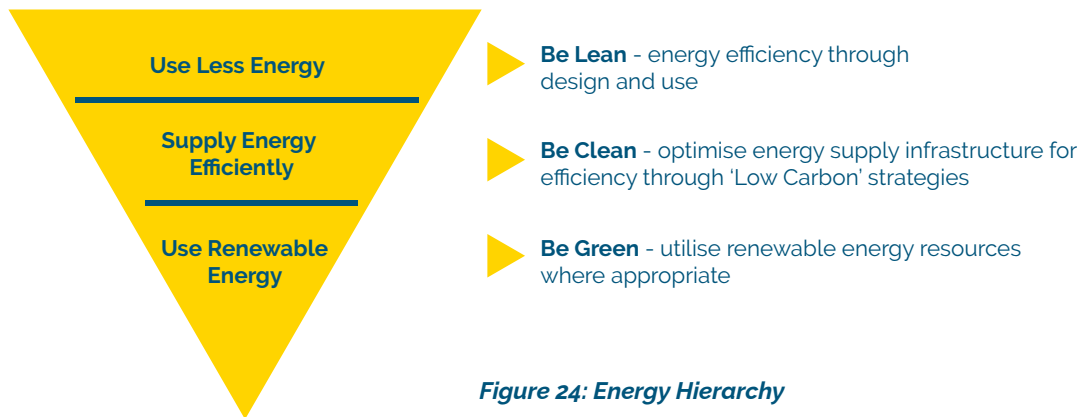 Use Less Energy
Be Lean - energy efficiency through
design and use
Supply Energy
Efficiently
Be Clean - optimise energy supply infrastructure for
efficiency through ‘Low Carbon’ strategies
Use Renewable
Energy
Be Green - utilise renewable energy resources
where appropriate
Figure 24: Energy Hierarchy